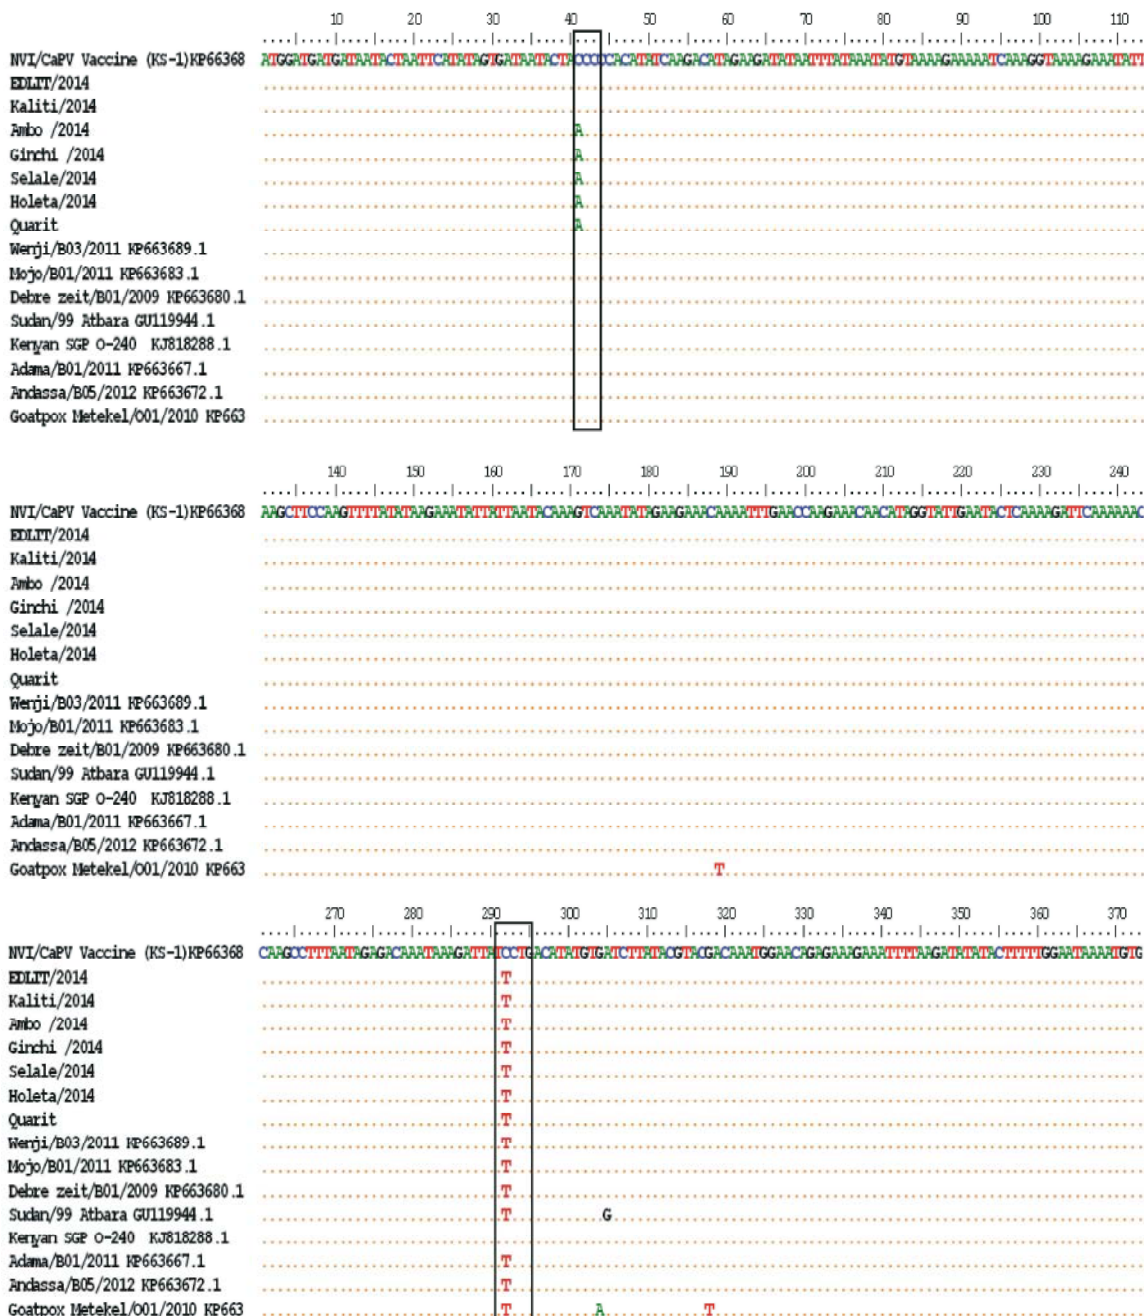 10 20 30 40 50 60 70 80 90 100 110
NVI/CaPV Vaccine (KS-1)KP66368 ATGGATGATGATAATACTAATTCATATAGTGATAATACTACCCCCACATATCAAGACATAGAAGATATAATTTATAAATATGTAAAAGAAAAATCAAAGGTAAAAGAAATATT
EDLIT/2014
Kaliti/2014
Ambo /2014 A
Ginchi /2014 A
Selale/2014 A
Holeta/2014 A
Quarit A
Wenji/B03/2011 KP663689.1
Mojo/B01/2011 KP663683.1
Debre zeit/B01/2009 KP663680.1
Sudan/99 Atbara GU119944.1
Kenyan SGP O-240 KJ818288.1
Adama/B01/2011 KP663667.1
Andassa/B05/2012 KP663672.1
Goatpox Metekel/O01/2010 KP663
140 150 160 170 180 190 200 210 220 230 240
NVI/CaPV Vaccine (KS-1)KP66368 AAGCTTCCAAGTTTTATATAAGAAATATTATTAATACAAAGTCAAATATAGAAGAAACAAAATTTGAACCAAGAAACAACATAGGTATTGAATACTCAAAAGATTCAAAAAAC
EDLIT/2014
Kaliti/2014
Ambo /2014
Ginchi /2014
Selale/2014
Holeta/2014
Quarit
Wenji/B03/2011 KP663689.1
Mojo/B01/2011 KP663683.1
Debre zeit/B01/2009 KP663680.1
Sudan/99 Atbara GU119944.1
Kenyan SGP O-240 KJ818288.1
Adama/B01/2011 KP663667.1
Andassa/B05/2012 KP663672.1
Goatpox Metekel/O01/2010 KP663 T
270 280 290 300 310 320 330 340 350 360 370
NVI/CaPV Vaccine (KS-1)KP66368 CAAGCCTTTAATAGAGACAAATAAAGATTATCCTGACATATGTGATCTTATACGTACGACAAATGGAACAGAGAAAGAAATTTTAAGATATATACTTTTTGGAATAAAATGTG
EDLIT/2014 T
Kaliti/2014 T
Ambo /2014 T
Ginchi /2014 T
Selale/2014 T
Holeta/2014 T
Quarit T
Wenji/B03/2011 KP663689.1 T
Mojo/B01/2011 KP663683.1 T
Debre zeit/B01/2009 KP663680.1 T
Sudan/99 Atbara GU119944.1 T G
Kenyan SGP O-240 KJ818288.1
Adama/B01/2011 KP663667.1 T
Andassa/B05/2012 KP663672.1 T
Goatpox Metekel/O01/2010 KP663 T A T